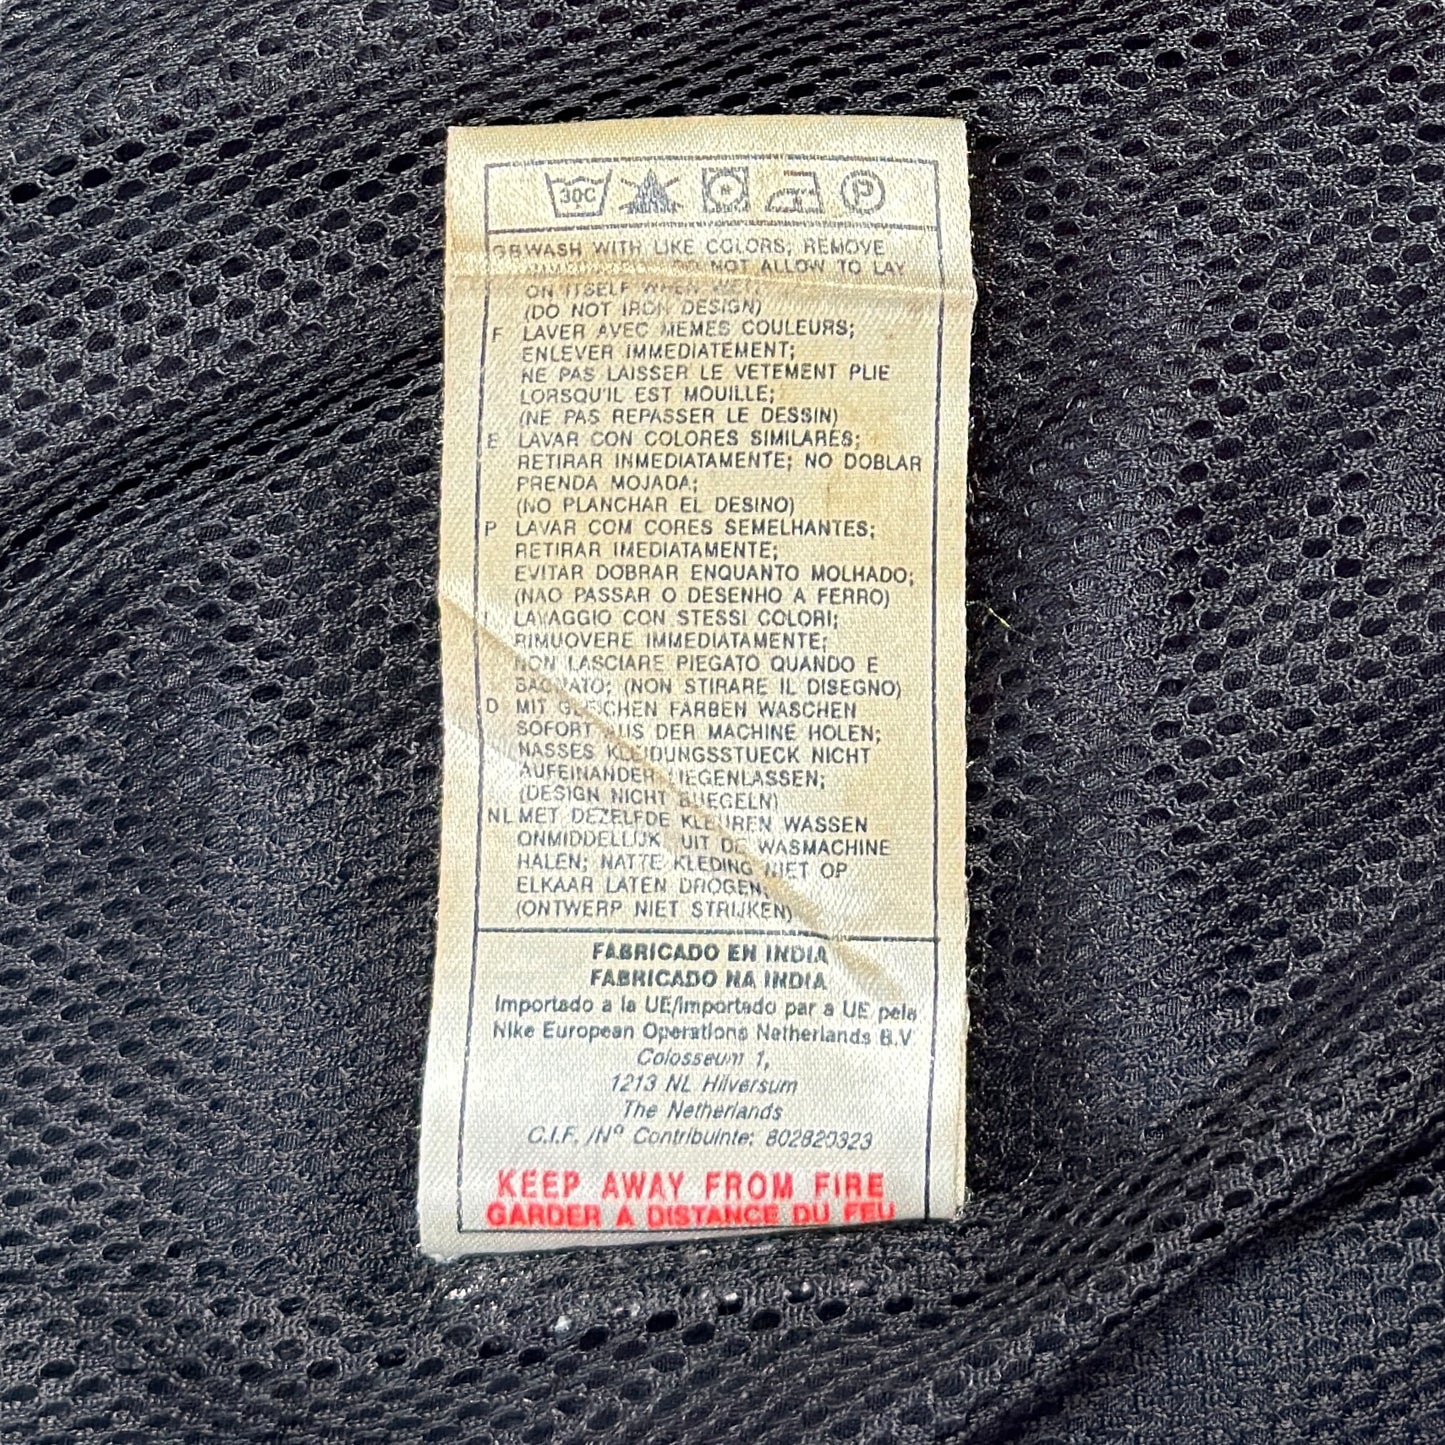 30C P
GB WASH WITH LIKE COLORS; REMOVE
NOT ALLOW TO LAY
ON ITSELF WHEN WET;
(DO NOT IRON DESIGN)
F LAVER AVEC MEMES COULEURS;
ENLEVER IMMEDIATEMENT;
NE PAS LAISSER LE VETEMENT PLIE
LORSQU'IL EST MOUILLE;
(NE PAS REPASSER LE DESSIN)
E LAVAR CON COLORES SIMILARES;
RETIRAR INMEDIATAMENTE; NO DOBLAR
PRENDA MOJADA;
(NO PLANCHAR EL DESINO)
P LAVAR COM CORES SEMELHANTES;
RETIRAR IMEDIATAMENTE;
EVITAR DOBRAR ENQUANTO MOLHADO;
(NAO PASSAR O DESENHO A FERRO)
I LAVAGGIO CON STESSI COLORI;
RIMUOVERE IMMEDIATAMENTE;
NON LASCIARE PIEGATO QUANDO E
BAGNATO; (NON STIRARE IL DISEGNO)
D MIT GLEICHEN FARBEN WASCHEN
SOFORT AUS DER MACHINE HOLEN;
NASSES KLEIDUNGSSTUECK NICHT
AUFEINANDER LIEGENLASSEN;
(DESIGN NICHT BUEGELN)
NL MET DEZELFDE KLEUREN WASSEN
ONMIDDELLIJK UIT DE WASMACHINE
HALEN; NATTE KLEDING NIET OP
ELKAAR LATEN DROGEN.
(ONTWERP NIET STRIJKEN)
FABRICADO EN INDIA
FABRICADO NA INDIA
Importado a la UE/Importado par a UE pela
Nike European Operations Netherlands B.V
Colosseum 1,
1213 NL Hilversum
The Netherlands
C.I.F. /Nº Contribuinte: 802820323
KEEP AWAY FROM FIRE
GARDER A DISTANCE DU FEU